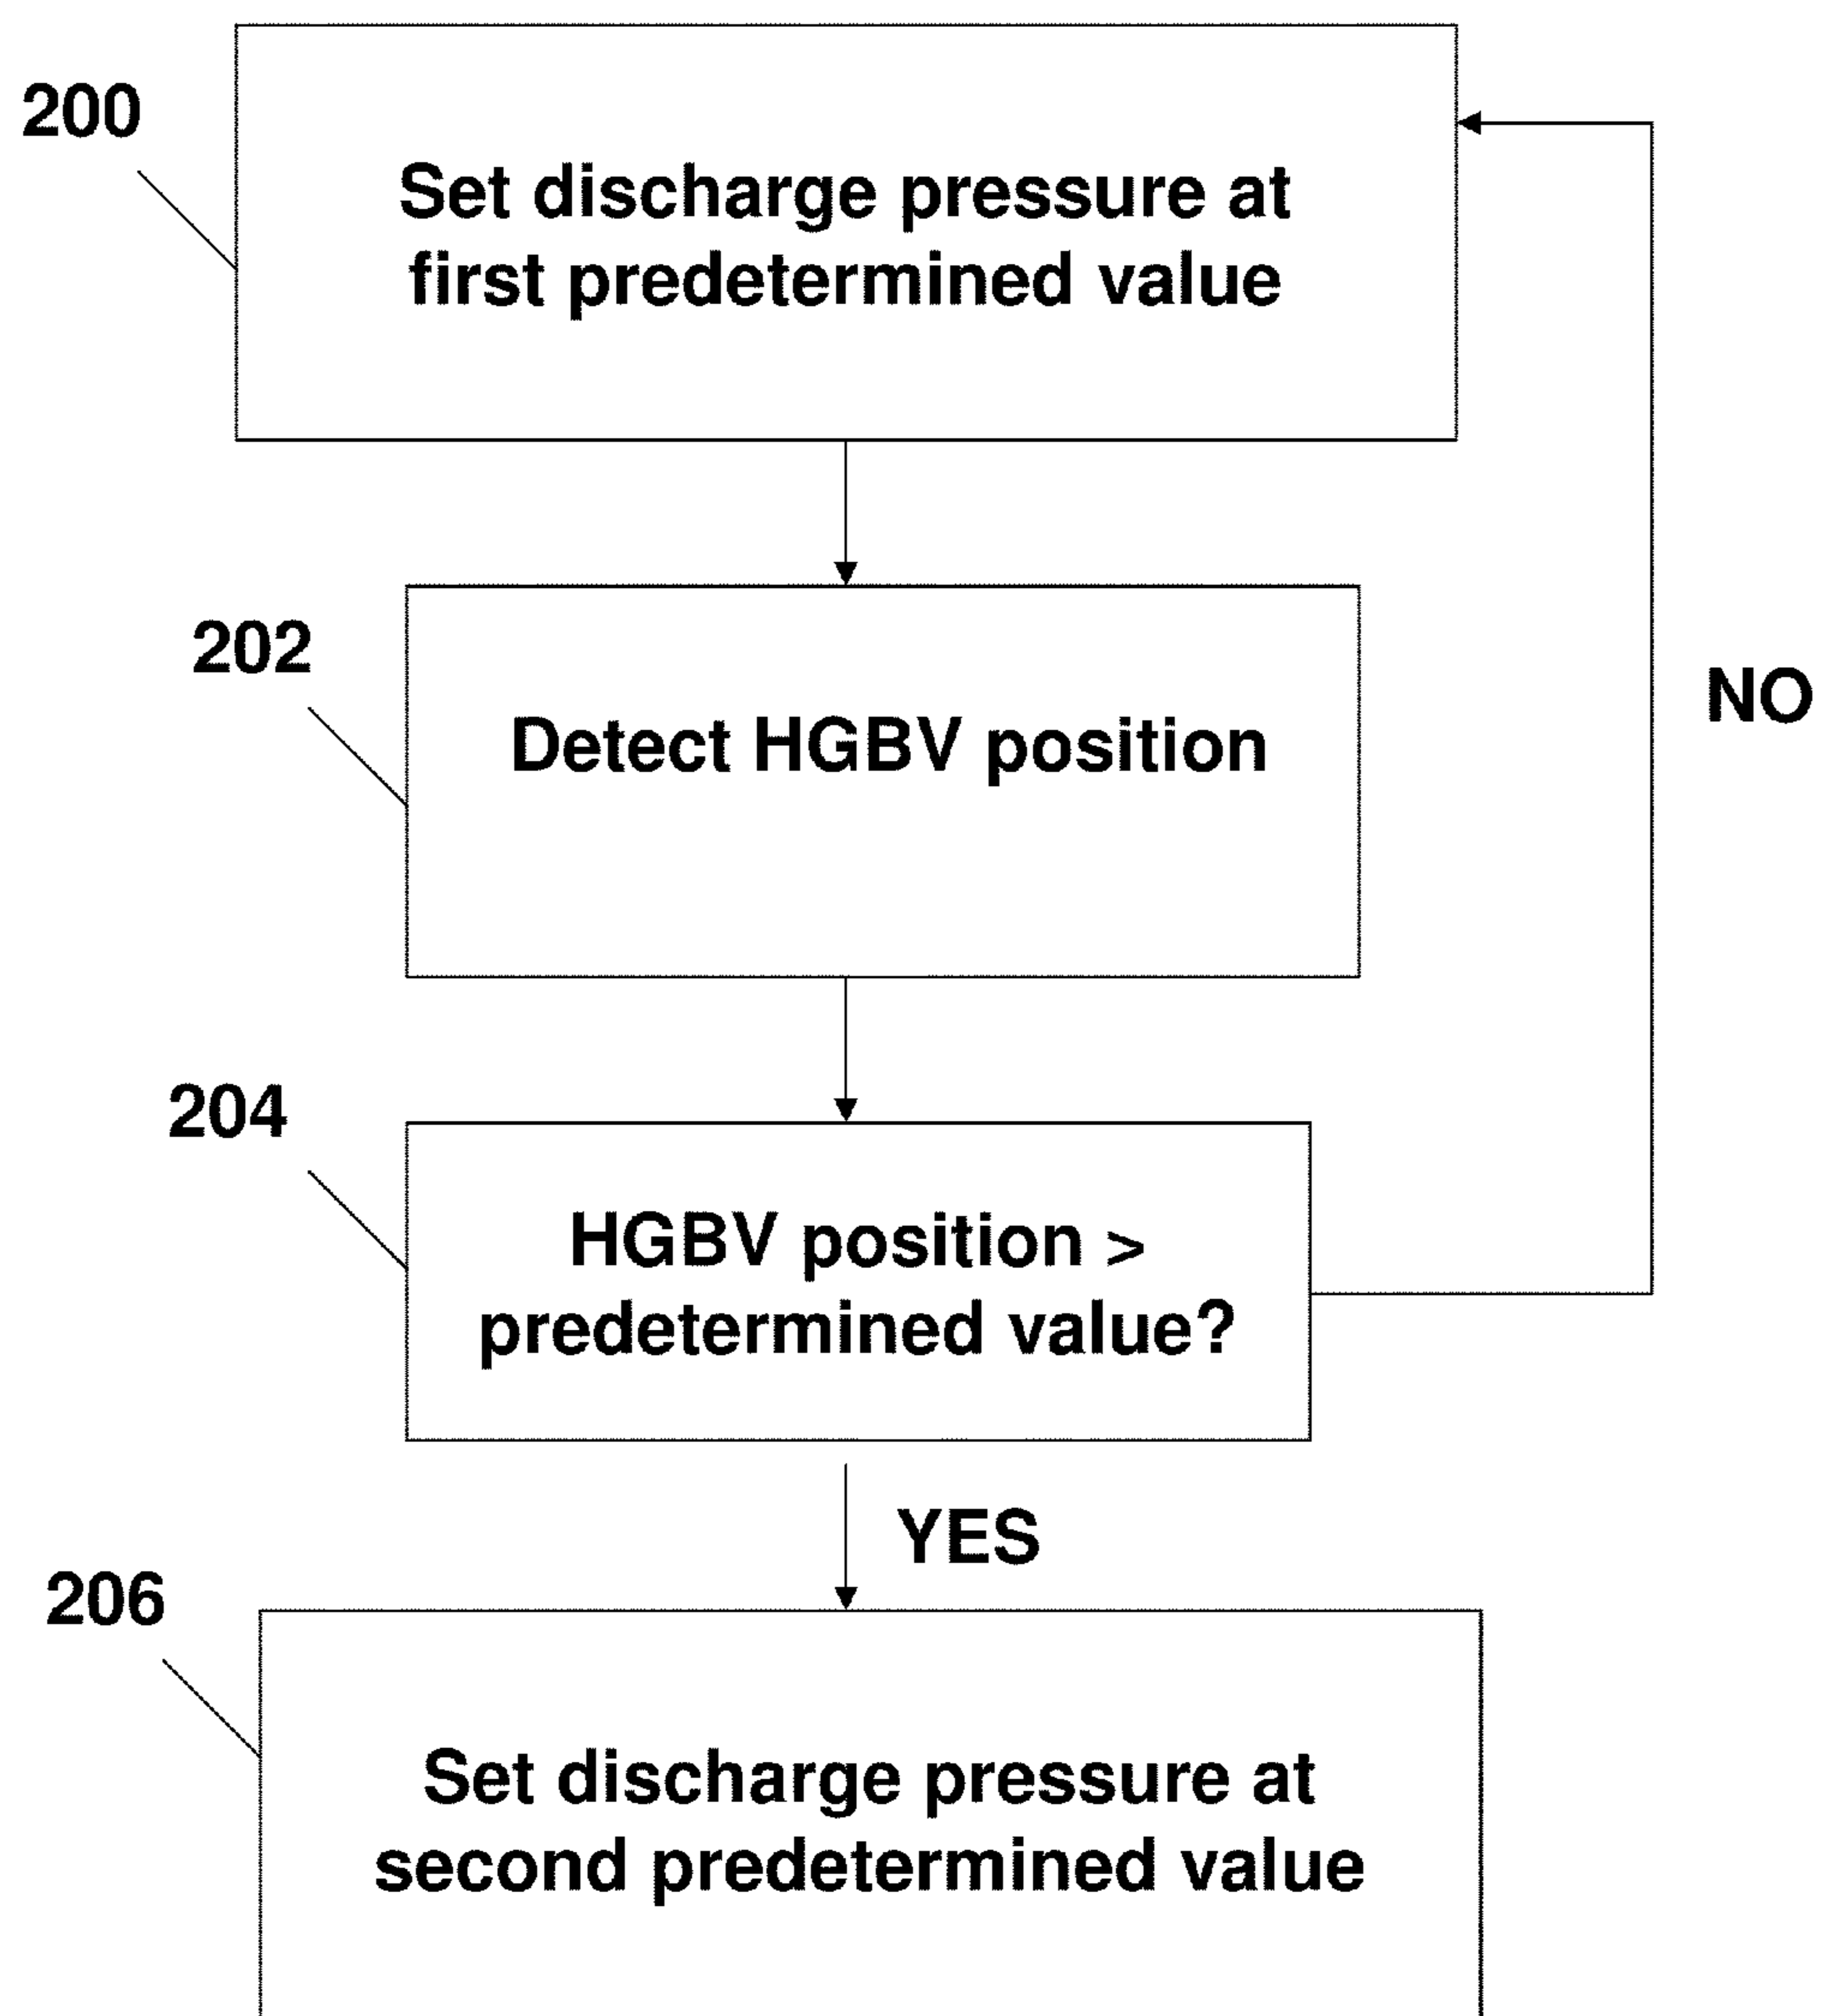 200
Set discharge pressure at
first predetermined value
202
Detect HGBV position
NO
204
HGBV position >
predetermined value?
YES
206
Set discharge pressure at
second predetermined value